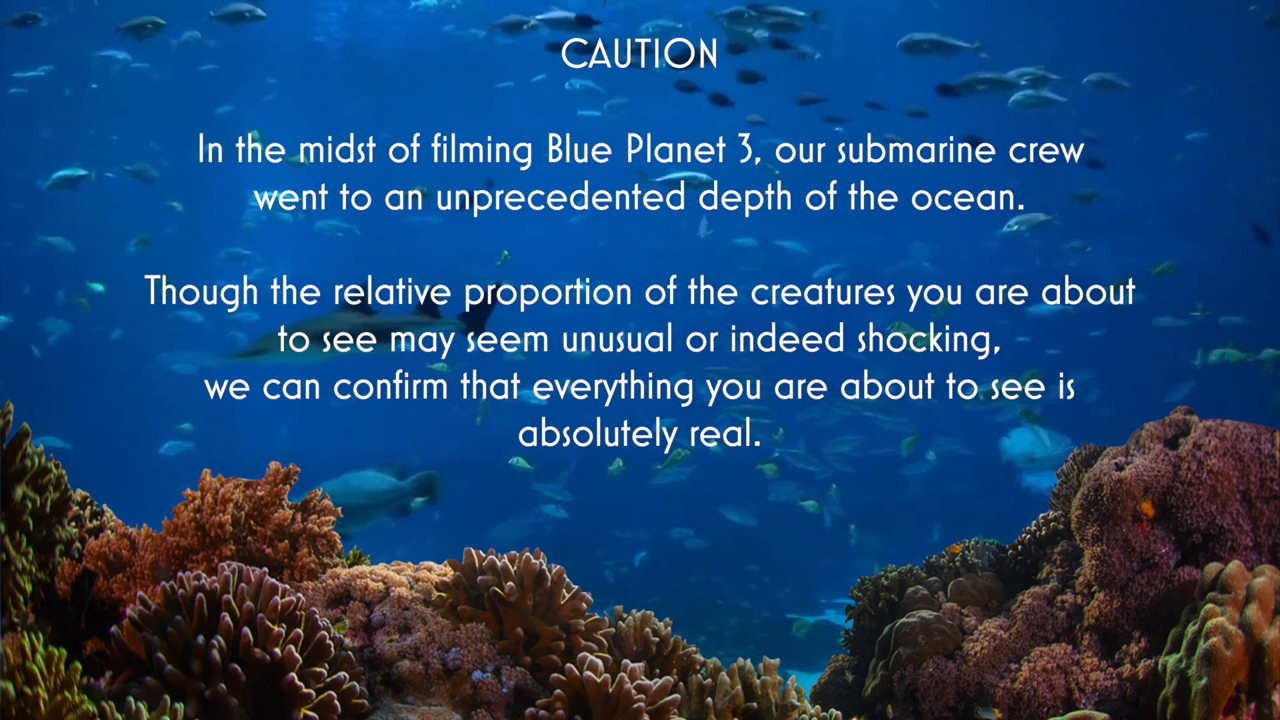 CAUTION
In the midst of filming Blue Planet 3, our submarine crew
went to an unprecedented depth of the ocean.
Though the relative proportion of the creatures you are about
to see may seem unusual or indeed shocking,
we can confirm that everything you are about to see is
absolutely real.